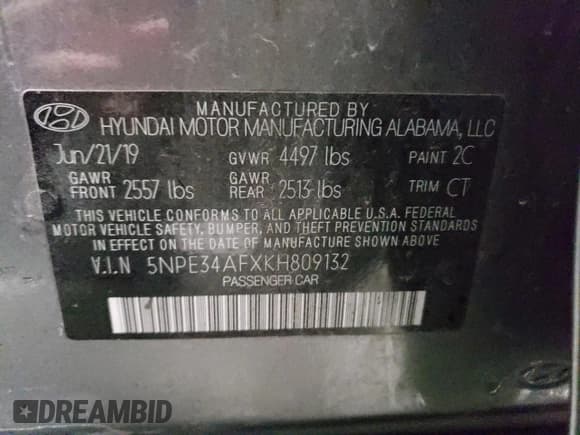 MANUFACTURED BY
HYUNDAI MOTOR MANUFACTURING ALABAMA, LLC
Jun/21/19 GVWR 4497 lbs PAINT 2C
GAWR FRONT 2557 lbs GAWR REAR 2513 lbs TRIM CT
THIS VEHICLE CONFORMS TO ALL APPLICABLE U.S.A. FEDERAL
MOTOR VEHICLE SAFETY, BUMPER, AND THEFT PREVENTION STANDARDS
IN EFFECT ON THE DATE OF MANUFACTURE SHOWN ABOVE.
V.I.N 5NPE34AFXKH809132
PASSENGER CAR
DREAMBID